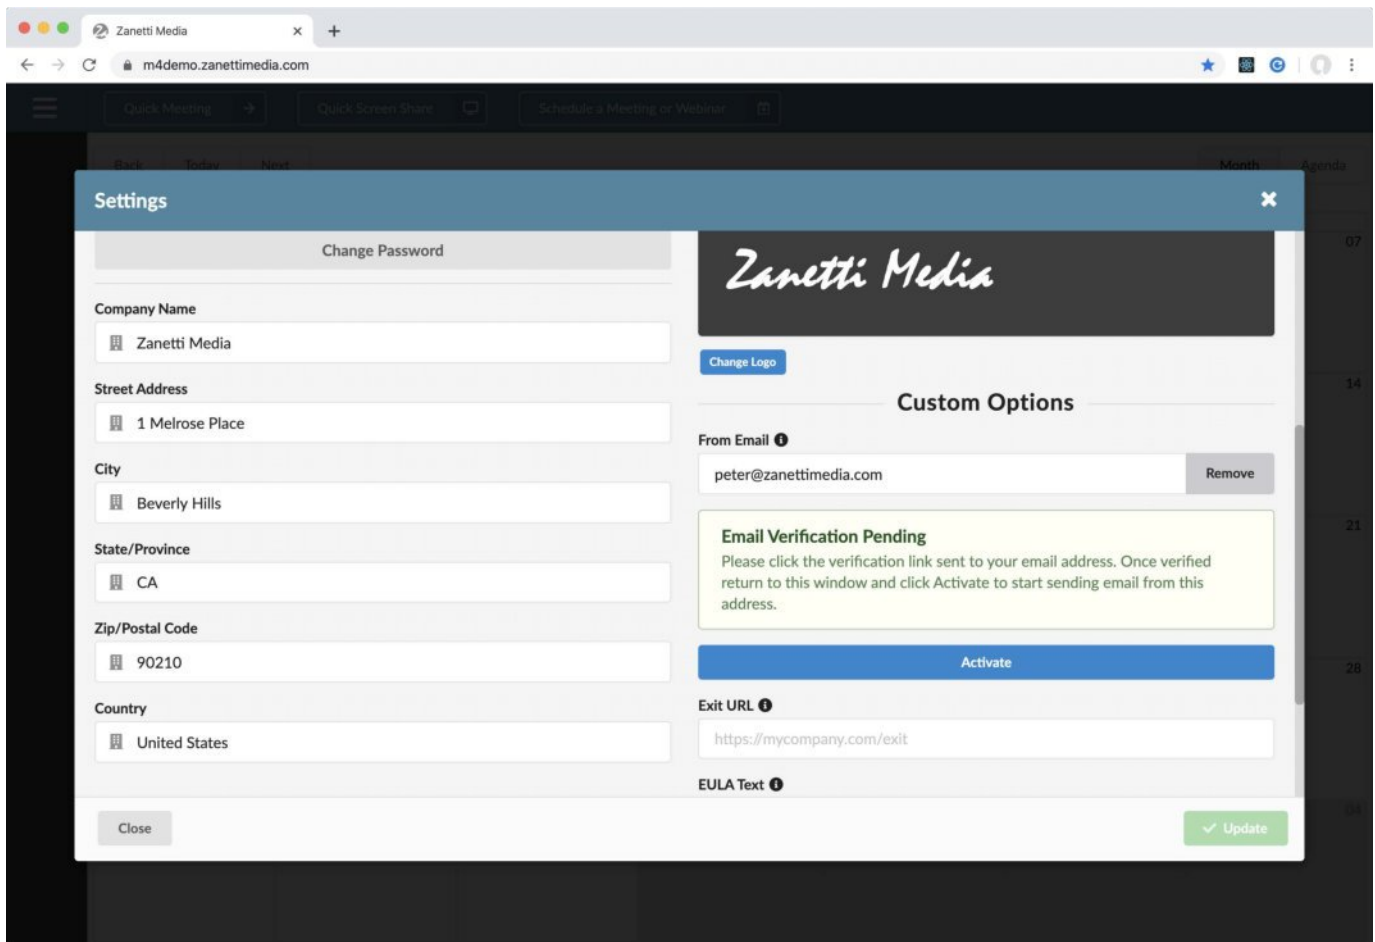 Zanetti Media
m4demo.zanettimedia.com
Quick Meeting
Quick Screen Share
Schedule a Meeting or Webinar
Back Today Next
Month Agenda
Settings
07
Change Password
Zanetti Media
Company Name
Zanetti Media
Change Logo
Street Address
14
1 Melrose Place
Custom Options
From Email
City
peter@zanettimedia.com Remove
Beverly Hills
21
Email Verification Pending
Please click the verification link sent to your email address. Once verified
return to this window and click Activate to start sending email from this
address.
State/Province
CA
Zip/Postal Code
90210
Activate
28
Country
Exit URL
United States
https://mycompany.com/exit
EULA Text
04
Close
Update